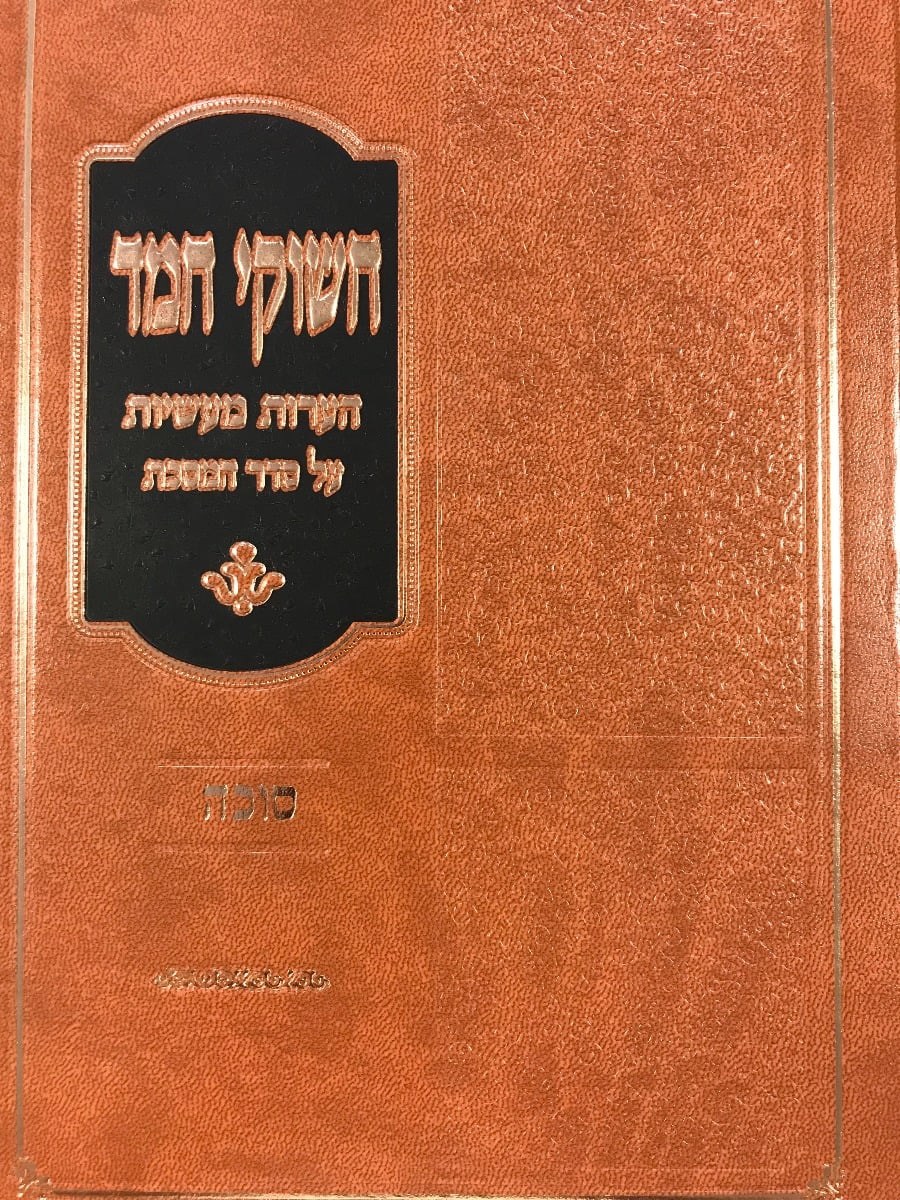 חשוקי חמד
הערות מעשיות
על סדר המסכת
סוכה